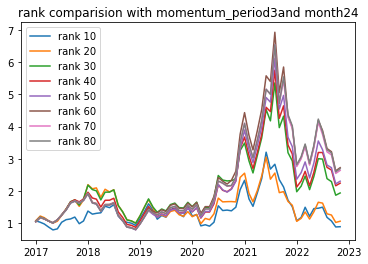 rank comparision with momentum_period3and month24
7
6
5
4
3
2
1
rank 10
rank 20
rank 30
rank 40
rank 50
rank 60
rank 70
rank 80
2017 2018 2019 2020 2021 2022 2023